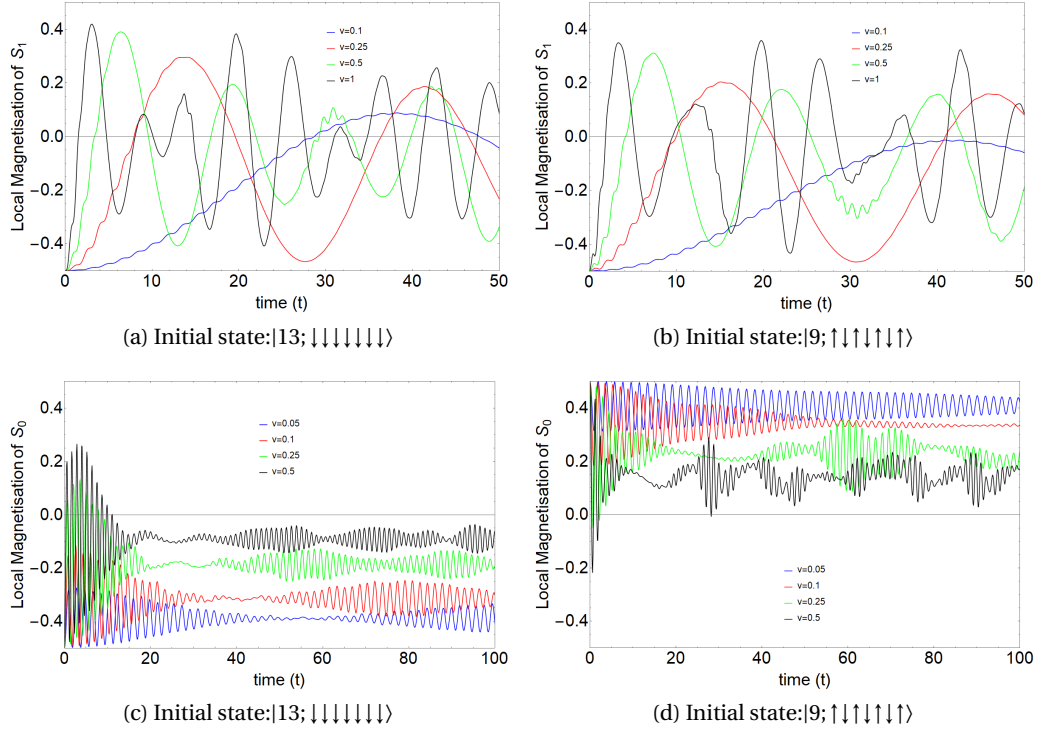 Local Magnetisation of S₁
0.4
0.2
0.0
−0.2
−0.4
v=0.1
v=0.25
v=0.5
v=1
0 10 20 30 40 50
time (t)
(a) Initial state:|13;↓↓↓↓↓↓↓⟩
Local Magnetisation of S₁
0.4
0.2
0.0
−0.2
−0.4
v=0.1
v=0.25
v=0.5
v=1
0 10 20 30 40 50
time (t)
(b) Initial state:|9;↑↓↑↓↑↓↑⟩
Local Magnetisation of S₀
0.4
0.2
0.0
−0.2
−0.4
v=0.05
v=0.1
v=0.25
v=0.5
0 20 40 60 80 100
time (t)
(c) Initial state:|13;↓↓↓↓↓↓↓⟩
Local Magnetisation of S₀
0.4
0.2
0.0
−0.2
−0.4
v=0.05
v=0.1
v=0.25
v=0.5
0 20 40 60 80 100
time (t)
(d) Initial state:|9;↑↓↑↓↑↓↑⟩